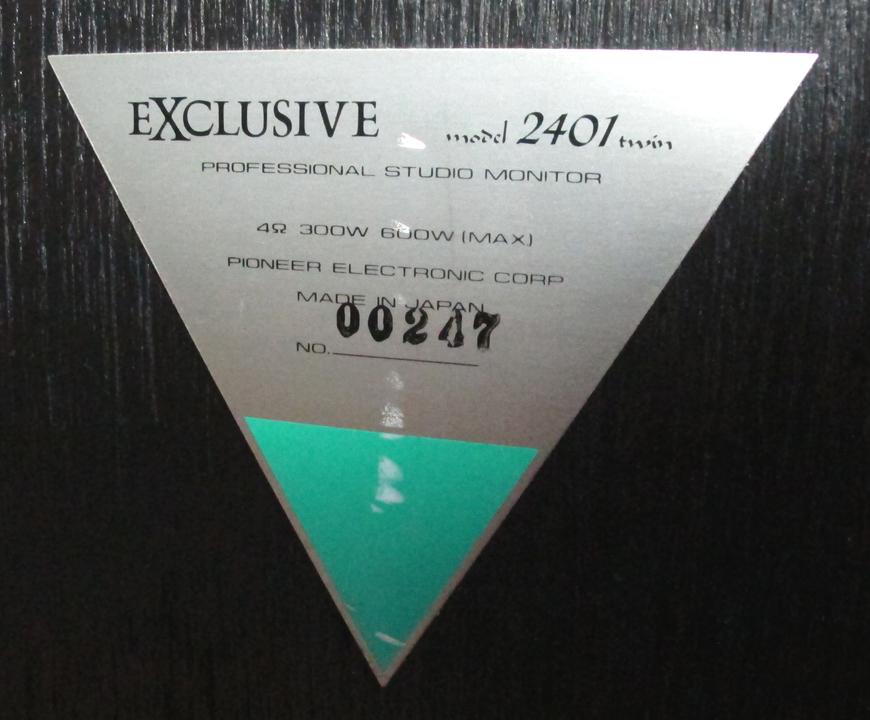 EXCLUSIVE model 2401 twin
PROFESSIONAL STUDIO MONITOR
4Ω 300W 600W (MAX)
PIONEER ELECTRONIC CORP
MADE IN JAPAN
NO. 00247